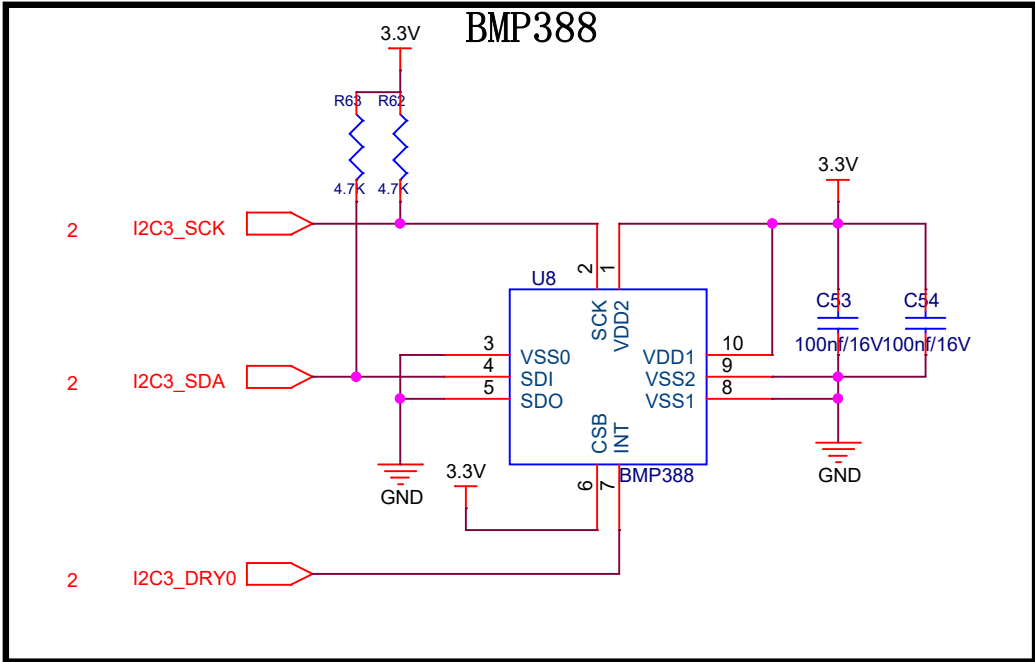 BMP388
3.3V
R63
R62
4.7K
4.7K
3.3V
2
I2C3_SCK
2
1
U8
SCK
VDD2
C53
C54
100nf/16V
100nf/16V
3
VSS0
VDD1
10
2
I2C3_SDA
4
SDI
VSS2
9
5
SDO
VSS1
8
CSB
INT
GND
3.3V
6
7
BMP388
GND
2
I2C3_DRY0